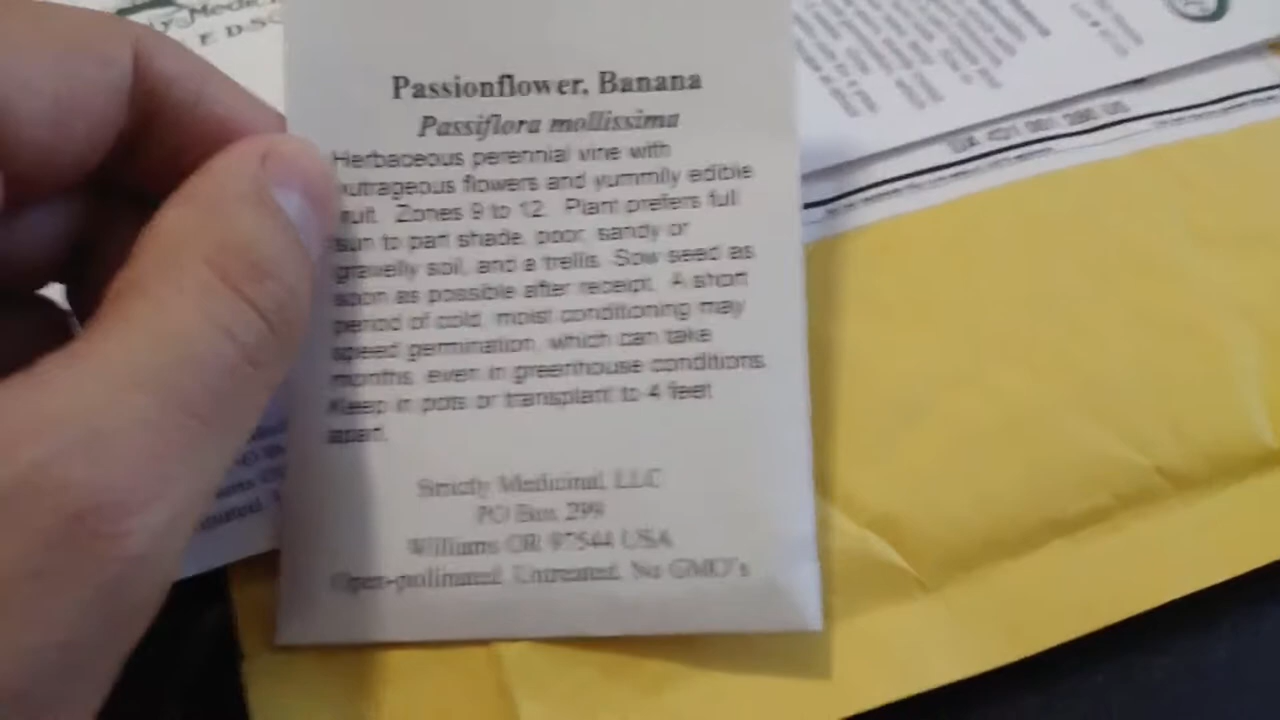 Passionflower, Banana
Passiflora mollissima
Herbaceous perennial vine with
outrageous flowers and yummily edible
fruit. Zones 9 to 12. Plant prefers full
sun to part shade, poor, sandy or
gravelly soil, and a trellis. Sow seed as
soon as possible after receipt. A short
period of cold, moist conditioning may
speed germination, which can take
months, even in greenhouse conditions.
Keep in pots or transplant to 4 feet
apart.
Strictly Medicinal, LLC
PO Box 299
Williams OR 97544 USA
Open-pollinated. Untreated. No GMO's